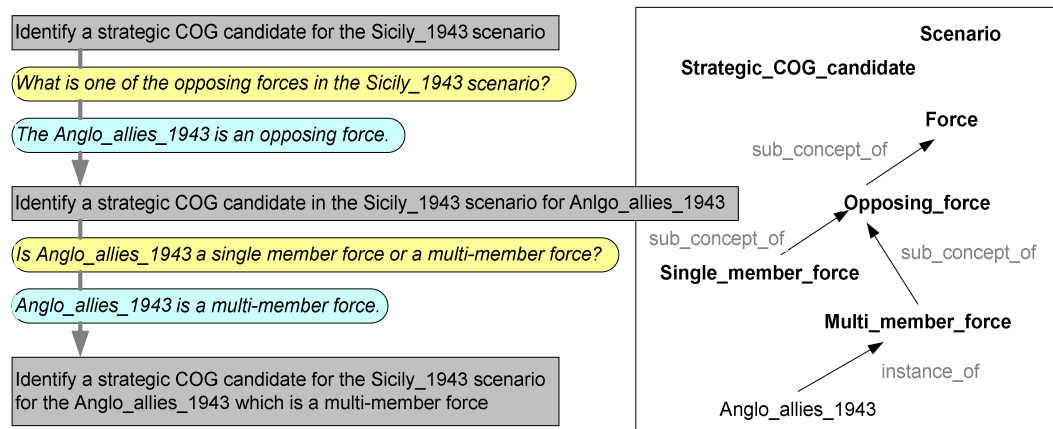 Identify a strategic COG candidate for the Sicily_1943 scenario
What is one of the opposing forces in the Sicily_1943 scenario?
The Anglo_allies_1943 is an opposing force.
Identify a strategic COG candidate in the Sicily_1943 scenario for Anlgo_allies_1943
Is Anglo_allies_1943 a single member force or a multi-member force?
Anglo_allies_1943 is a multi-member force.
Identify a strategic COG candidate for the Sicily_1943 scenario
for the Anglo_allies_1943 which is a multi-member force
Scenario
Strategic_COG_candidate
Force
sub_concept_of
Opposing_force
sub_concept_of
sub_concept_of
Single_member_force
Multi_member_force
instance_of
Anglo_allies_1943